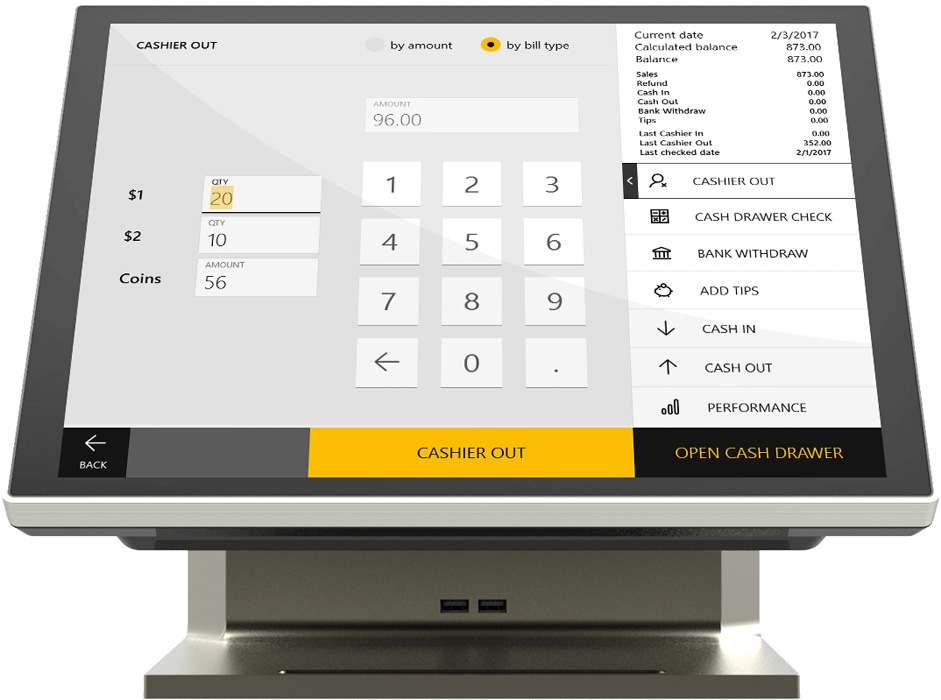 CASHIER OUT
by amount
by bill type
AMOUNT
96.00
$1
QTY
20
$2
QTY
10
Coins
AMOUNT
56
1 2 3
4 5 6
7 8 9
0 .
Current date 2/3/2017
Calculated balance 873.00
Balance 873.00
Sales 873.00
Refund 0.00
Cash In 0.00
Cash Out 0.00
Bank Withdraw 0.00
Tips 0.00
Last Cashier In 0.00
Last Cashier Out 352.00
Last checked date 2/1/2017
<
CASHIER OUT
CASH DRAWER CHECK
BANK WITHDRAW
ADD TIPS
CASH IN
CASH OUT
PERFORMANCE
BACK
CASHIER OUT
OPEN CASH DRAWER